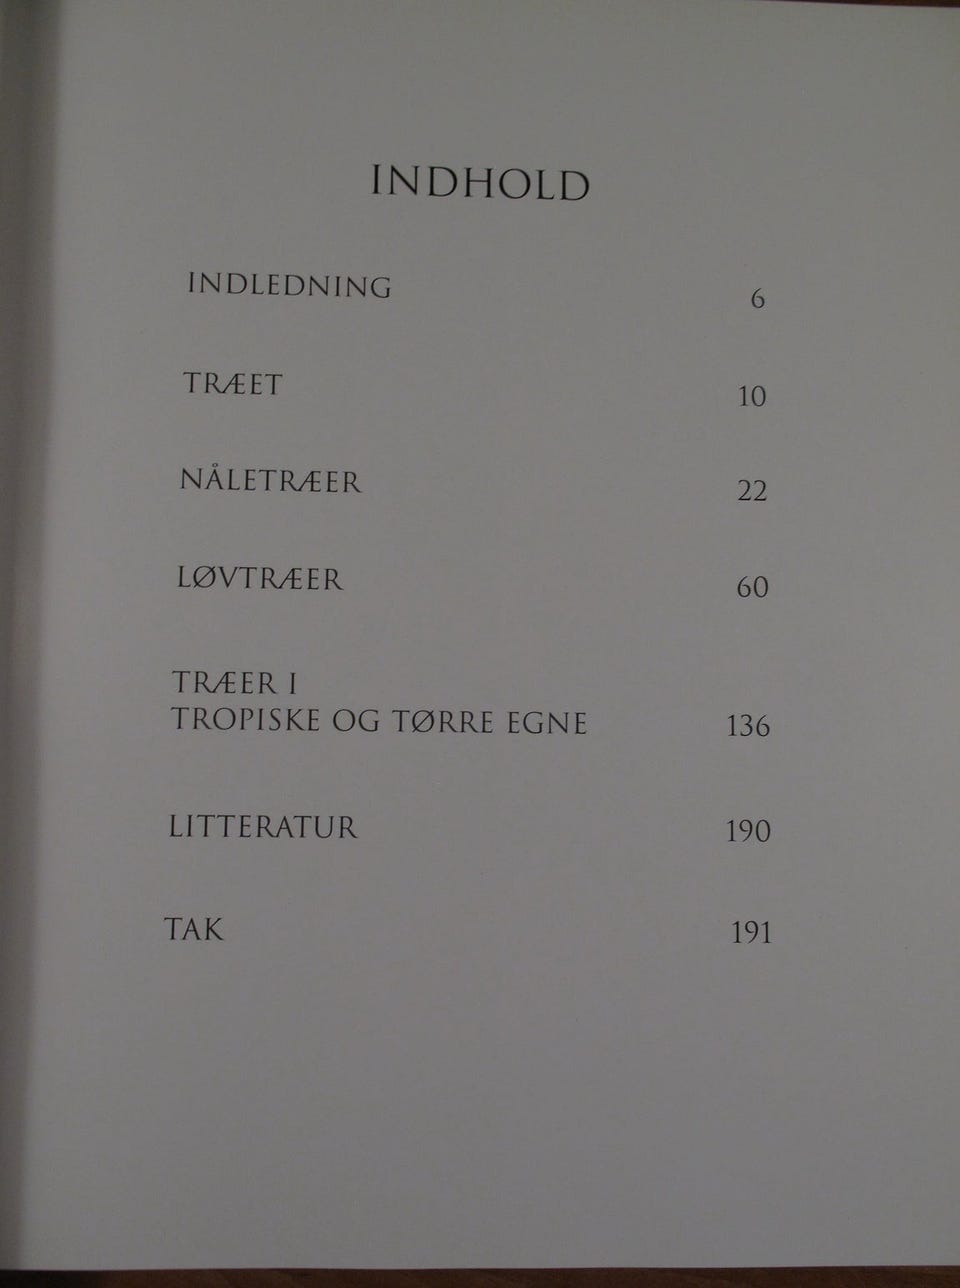 INDHOLD
INDLEDNING 6
TRÆET 10
NÅLETRÆER 22
LØVTRÆER 60
TRÆER I
TROPISKE OG TØRRE EGNE 136
LITTERATUR 190
TAK 191